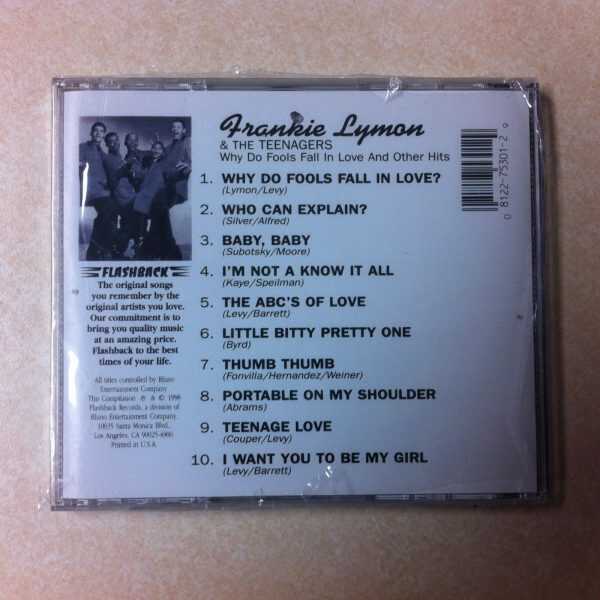 Frankie Lymon
& THE TEENAGERS
Why Do Fools Fall In Love And Other Hits
1. WHY DO FOOLS FALL IN LOVE?
(Lymon/Levy)
2. WHO CAN EXPLAIN?
(Silver/Alfred)
3. BABY, BABY
(Subotsky/Moore)
4. I'M NOT A KNOW IT ALL
(Kaye/Speilman)
5. THE ABC'S OF LOVE
(Levy/Barrett)
6. LITTLE BITTY PRETTY ONE
(Byrd)
7. THUMB THUMB
(Fonvilla/Hernandez/Weiner)
8. PORTABLE ON MY SHOULDER
(Abrams)
9. TEENAGE LOVE
(Couper/Levy)
10. I WANT YOU TO BE MY GIRL
(Levy/Barrett)
0 8122-75301-2 9
FLASHBACK
The original songs
you remember by the
original artists you love.
Our commitment is to
bring you quality music
at an amazing price.
Flashback to the best
times of your life.
All titles controlled by Rhino
Entertainment Company
This Compilation ℗ & © 1998
Flashback Records, a division of
Rhino Entertainment Company,
10635 Santa Monica Blvd.,
Los Angeles, CA 90025-4900
Printed in U.S.A.